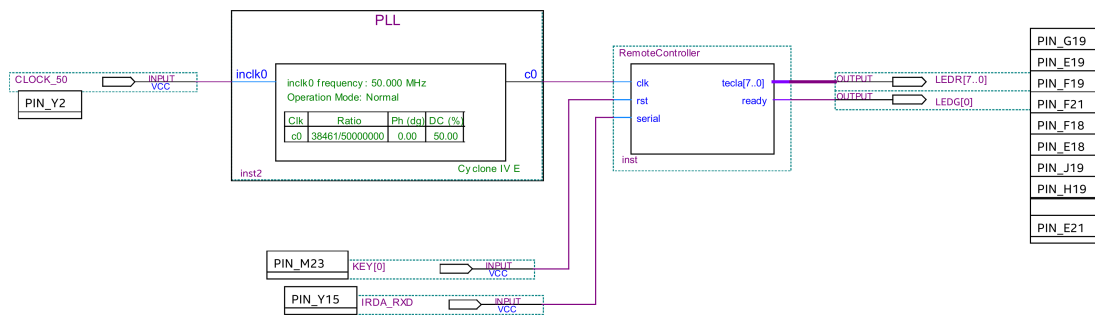 PLL
CLOCK_50
INPUT
VCC
PIN_Y2
inclk0
inclk0 frequency : 50.000 MHz
Operation Mode: Normal
Clk Ratio Ph (dg) DC (%)
c0 38461/50000000 0.00 50.00
c0
Cyclone IV E
inst2
RemoteController
clk
rst
serial
tecla[7..0]
ready
inst
OUTPUT
LEDR[7..0]
OUTPUT
LEDG[0]
PIN_G19
PIN_E19
PIN_F19
PIN_F21
PIN_F18
PIN_E18
PIN_J19
PIN_H19
PIN_E21
PIN_M23
KEY[0]
INPUT
VCC
PIN_Y15
IRDA_RXD
INPUT
VCC